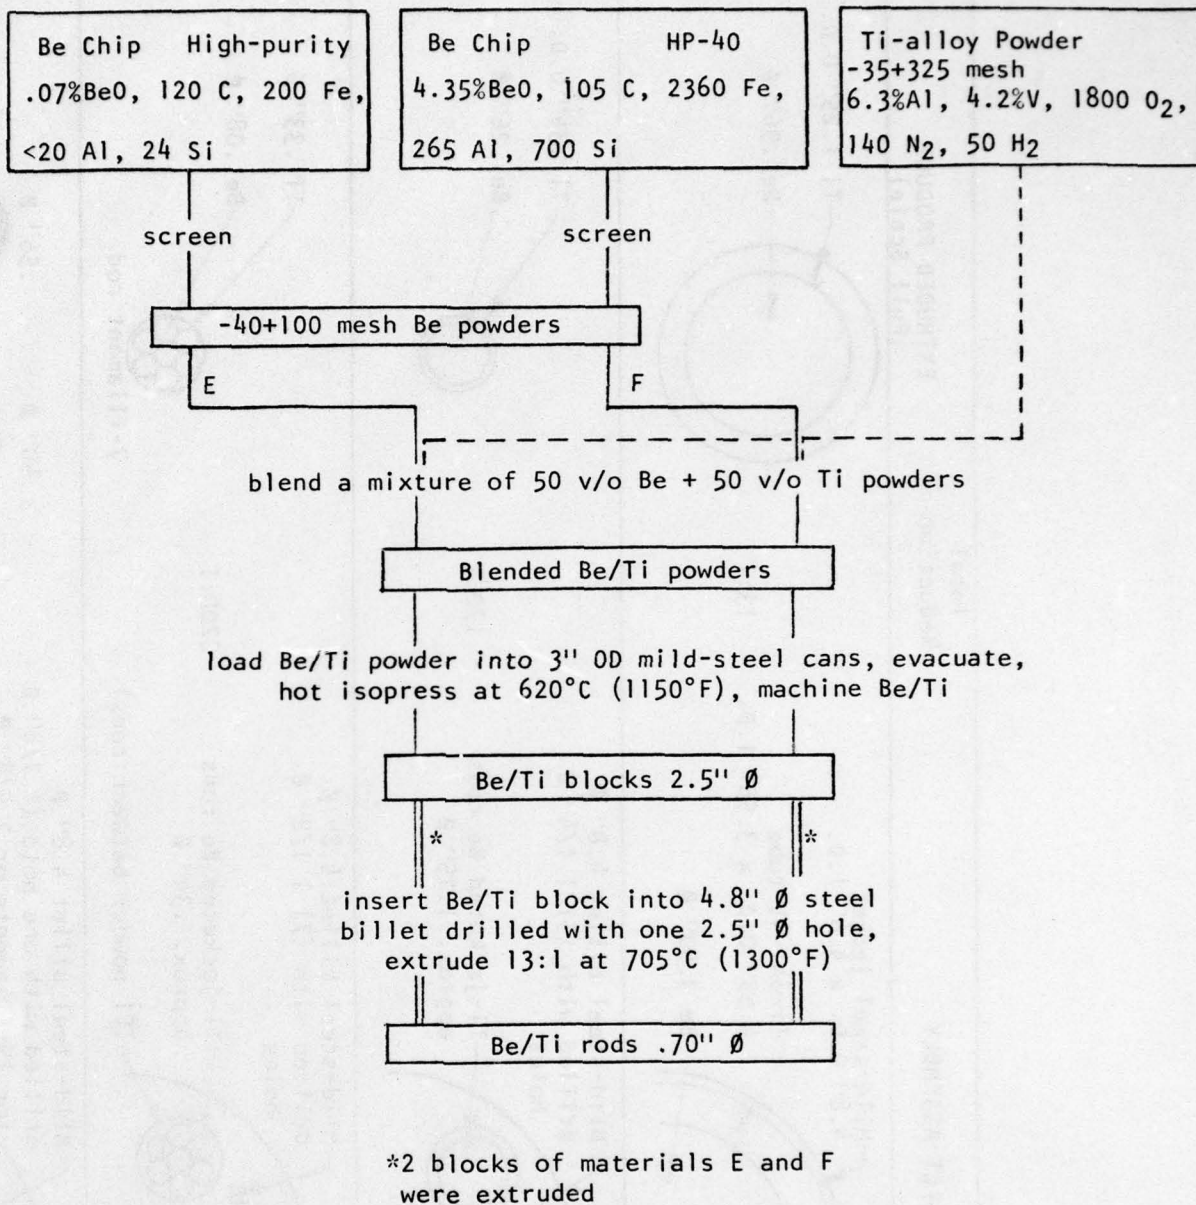 Be Chip High-purity
.07%BeO, 120 C, 200 Fe,
<20 Al, 24 Si
Be Chip HP-40
4.35%BeO, 105 C, 2360 Fe,
265 Al, 700 Si
Ti-alloy Powder
-35+325 mesh
6.3%Al, 4.2%V, 1800 O₂,
140 N₂, 50 H₂
screen
screen
-40+100 mesh Be powders
E
F
blend a mixture of 50 v/o Be + 50 v/o Ti powders
Blended Be/Ti powders
load Be/Ti powder into 3" OD mild-steel cans, evacuate,
hot isopress at 620°C (1150°F), machine Be/Ti
Be/Ti blocks 2.5" Ø
*
*
insert Be/Ti block into 4.8" Ø steel
billet drilled with one 2.5" Ø hole,
extrude 13:1 at 705°C (1300°F)
Be/Ti rods .70" Ø
*2 blocks of materials E and F
were extruded